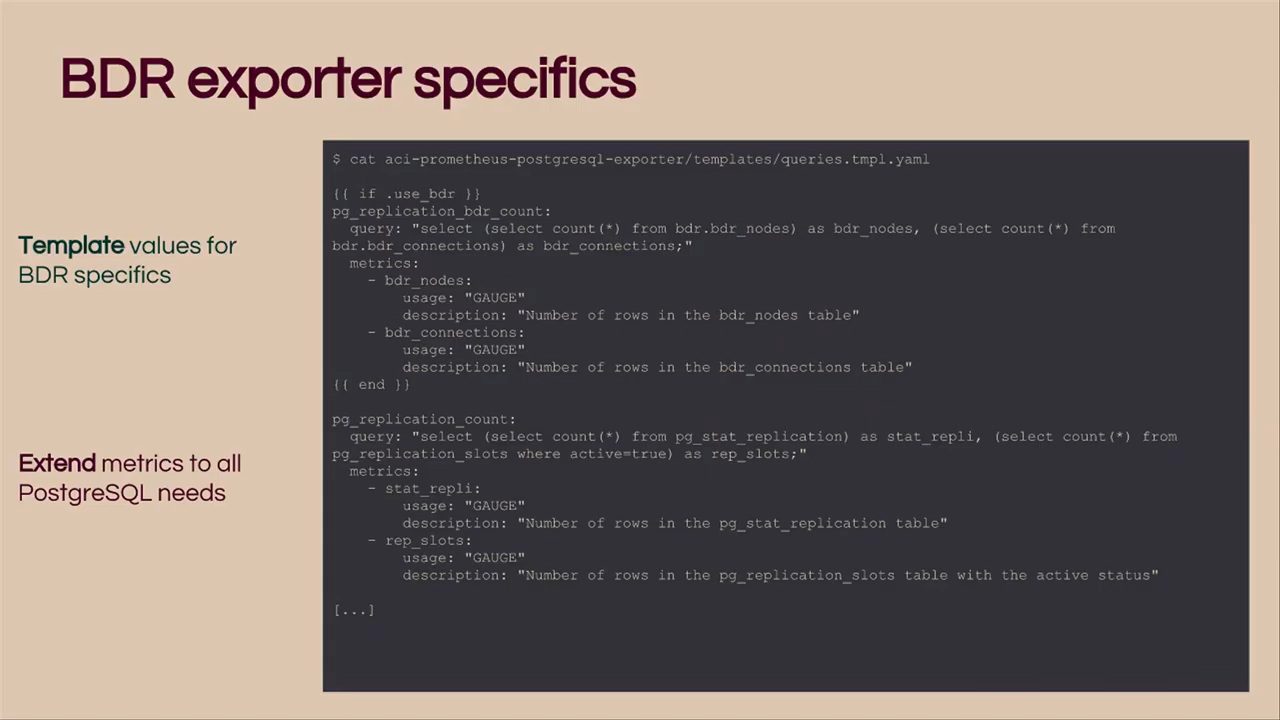 BDR exporter specifics
Template values for
BDR specifics
Extend metrics to all
PostgreSQL needs
$ cat aci-prometheus-postgresql-exporter/templates/queries.tmpl.yaml
{{ if .use_bdr }}
pg_replication_bdr_count:
  query: "select (select count(*) from bdr.bdr_nodes) as bdr_nodes, (select count(*) from
bdr.bdr_connections) as bdr_connections;"
  metrics:
    - bdr_nodes:
        usage: "GAUGE"
        description: "Number of rows in the bdr_nodes table"
    - bdr_connections:
        usage: "GAUGE"
        description: "Number of rows in the bdr_connections table"
{{ end }}
pg_replication_count:
  query: "select (select count(*) from pg_stat_replication) as stat_repli, (select count(*) from
pg_replication_slots where active=true) as rep_slots;"
  metrics:
    - stat_repli:
        usage: "GAUGE"
        description: "Number of rows in the pg_stat_replication table"
    - rep_slots:
        usage: "GAUGE"
        description: "Number of rows in the pg_replication_slots table with the active status"
[...]